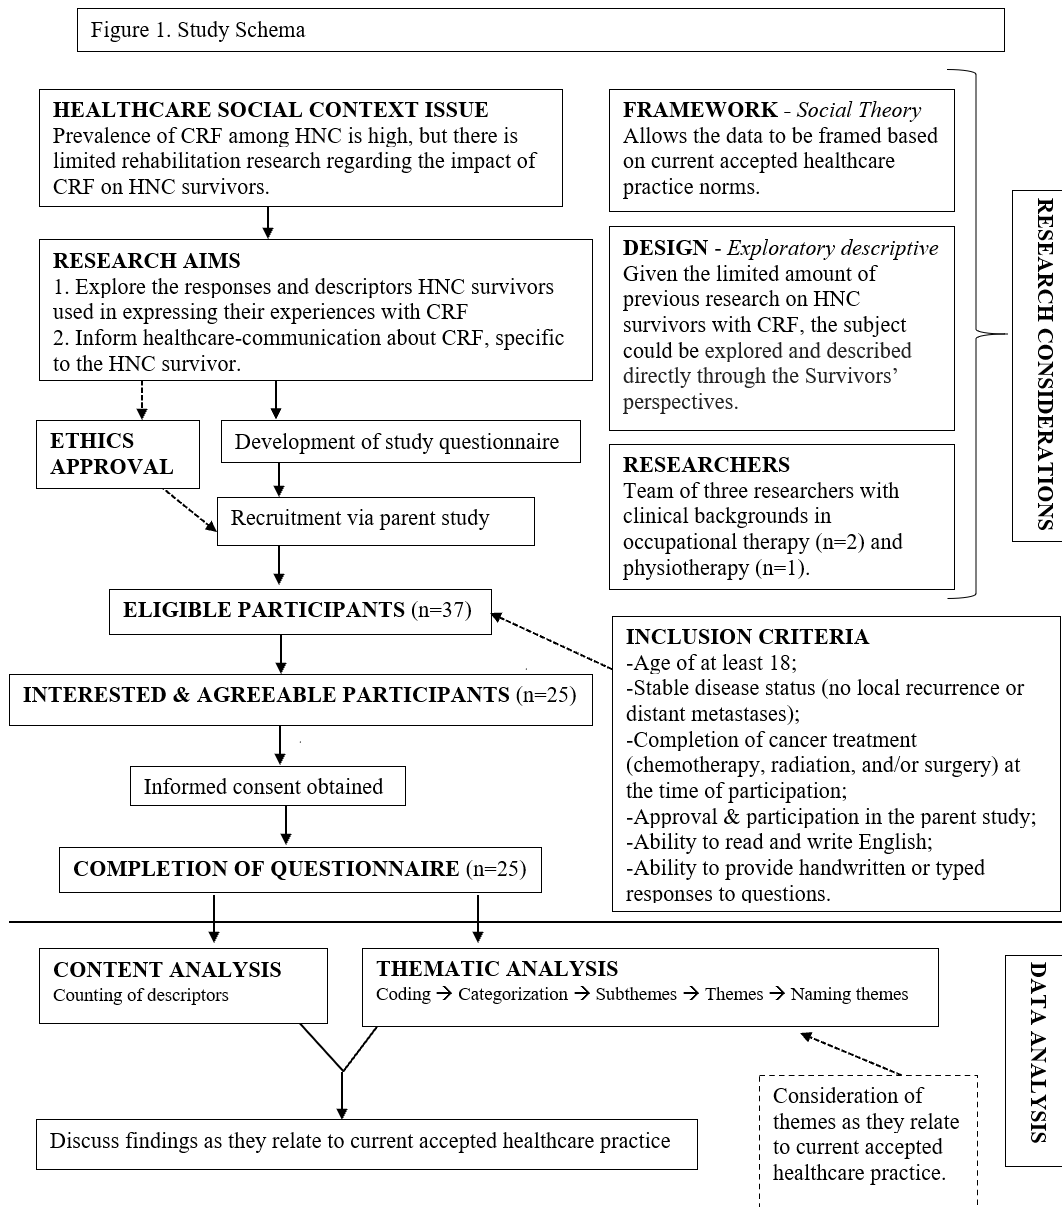 Figure 1. Study Schema
HEALTHCARE SOCIAL CONTEXT ISSUE
Prevalence of CRF among HNC is high, but there is
limited rehabilitation research regarding the impact of
CRF on HNC survivors.
RESEARCH AIMS
1. Explore the responses and descriptors HNC survivors
used in expressing their experiences with CRF
2. Inform healthcare-communication about CRF, specific
to the HNC survivor.
ETHICS
APPROVAL
Development of study questionnaire
Recruitment via parent study
ELIGIBLE PARTICIPANTS (n=37)
INTERESTED & AGREEABLE PARTICIPANTS (n=25)
Informed consent obtained
COMPLETION OF QUESTIONNAIRE (n=25)
FRAMEWORK - Social Theory
Allows the data to be framed based
on current accepted healthcare
practice norms.
DESIGN - Exploratory descriptive
Given the limited amount of
previous research on HNC
survivors with CRF, the subject
could be explored and described
directly through the Survivors’
perspectives.
RESEARCHERS
Team of three researchers with
clinical backgrounds in
occupational therapy (n=2) and
physiotherapy (n=1).
RESEARCH CONSIDERATIONS
INCLUSION CRITERIA
-Age of at least 18;
-Stable disease status (no local recurrence or
distant metastases);
-Completion of cancer treatment
(chemotherapy, radiation, and/or surgery) at
the time of participation;
-Approval & participation in the parent study;
-Ability to read and write English;
-Ability to provide handwritten or typed
responses to questions.
CONTENT ANALYSIS
Counting of descriptors
THEMATIC ANALYSIS
Coding → Categorization → Subthemes → Themes → Naming themes
Discuss findings as they relate to current accepted healthcare practice
Consideration of
themes as they relate
to current accepted
healthcare practice.
DATA ANALYSIS